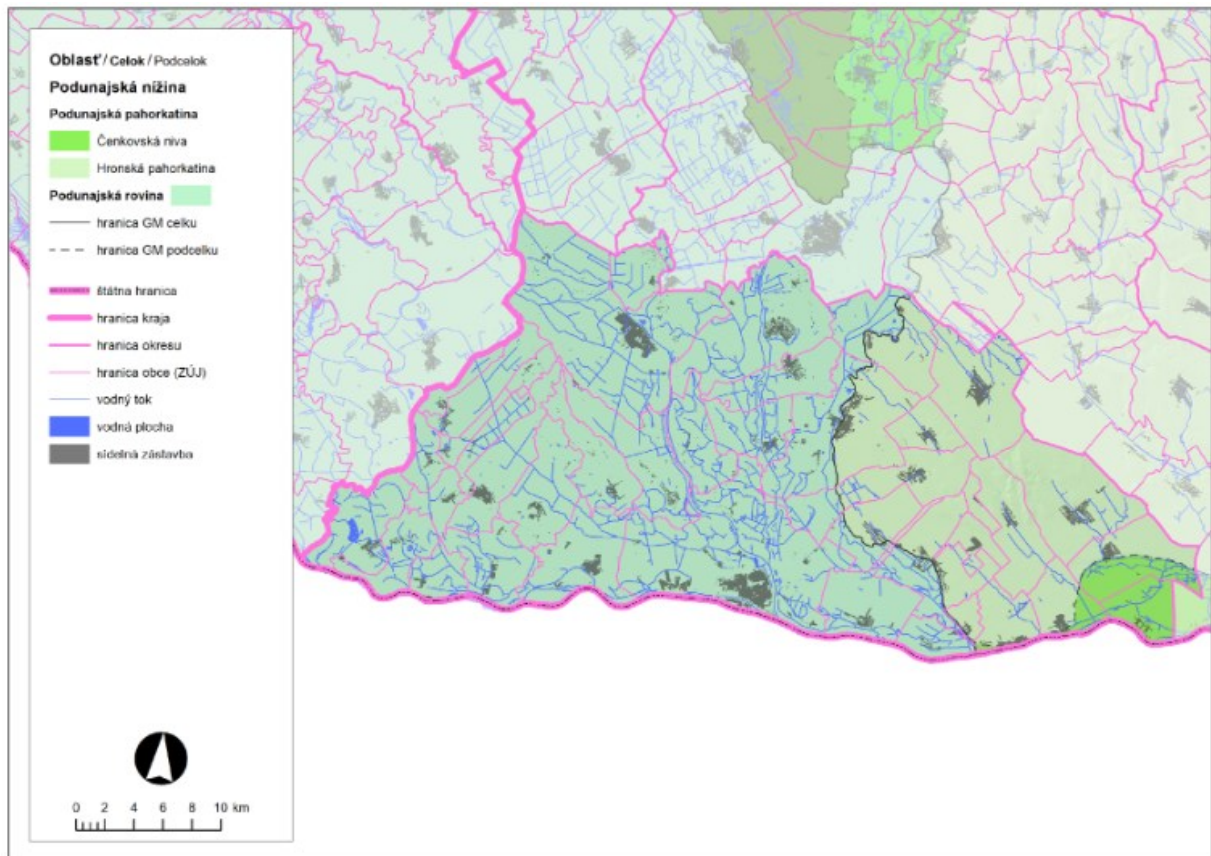 Oblasť / Celok / Podcelok
Podunajská nížina
Podunajská pahorkatina
Čenkovská niva
Hronská pahorkatina
Podunajská rovina
hranica GM celku
hranica GM podcelku
štátna hranica
hranica kraja
hranica okresu
hranica obce (ZÚJ)
vodný tok
vodná plocha
sídelná zástavba
0 2 4 6 8 10 km